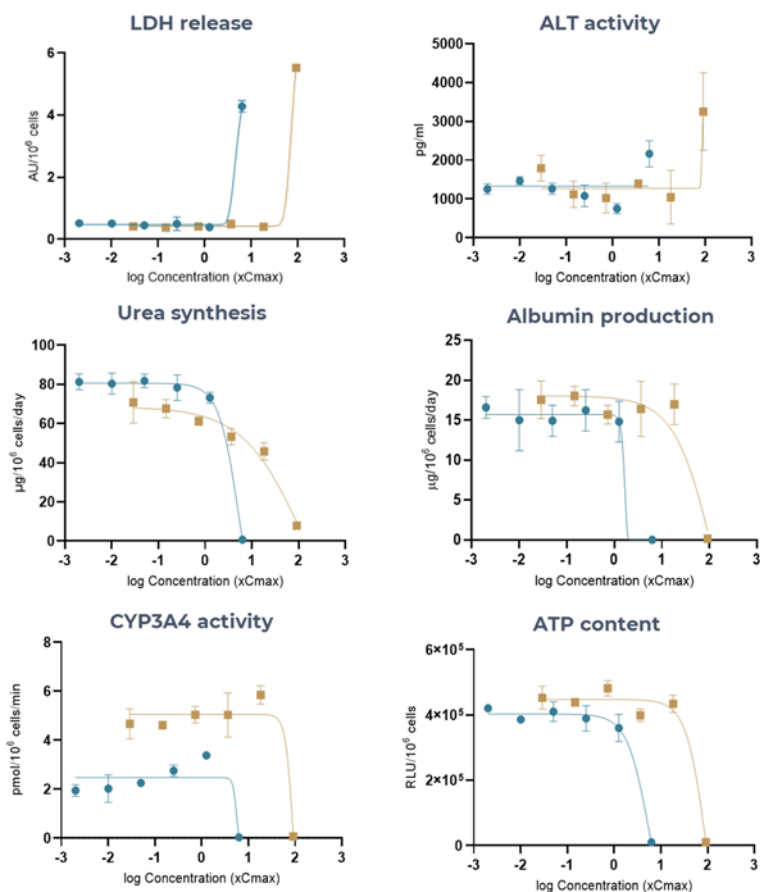 LDH release
6
4
2
0
AU/10⁶ cells
-3 -2 -1 0 1 2 3
log Concentration (xCmax)
ALT activity
5000
4000
3000
2000
1000
0
pg/ml
-3 -2 -1 0 1 2 3
log Concentration (xCmax)
Urea synthesis
100
80
60
40
20
0
µg/10⁶ cells/day
-3 -2 -1 0 1 2 3
log Concentration (xCmax)
Albumin production
25
20
15
10
5
0
µg/10⁶ cells/day
-3 -2 -1 0 1 2 3
log Concentration (xCmax)
CYP3A4 activity
8
6
4
2
0
pmol/10⁶ cells/min
-3 -2 -1 0 1 2 3
log Concentration (xCmax)
ATP content
6×10⁵
4×10⁵
2×10⁵
0
RLU/10⁶ cells
-3 -2 -1 0 1 2 3
log Concentration (xCmax)